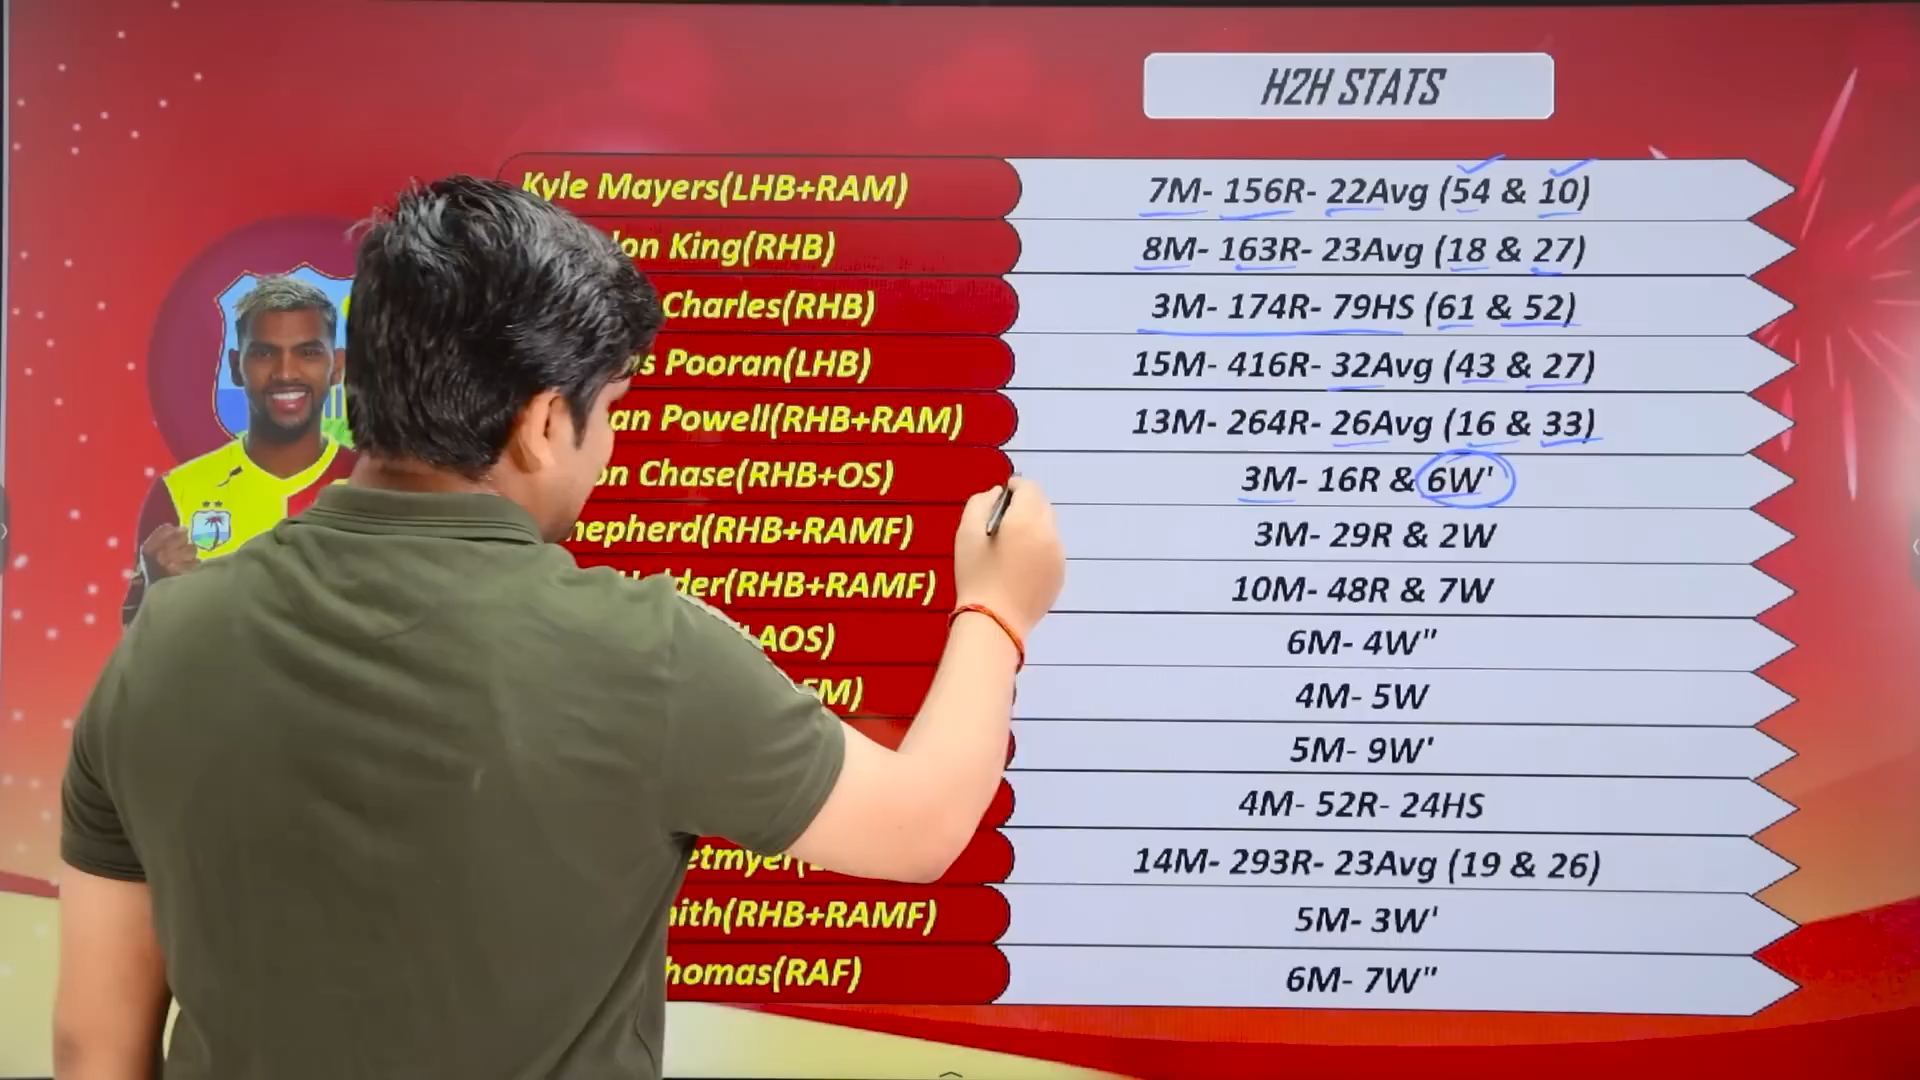 H2H STATS
Kyle Mayers(LHB+RAM) 7M- 156R- 22Avg (54 & 10)
King(RHB) 8M- 163R- 23Avg (18 & 27)
Charles(RHB) 3M- 174R- 79HS (61 & 52)
Pooran(LHB) 15M- 416R- 32Avg (43 & 27)
Powell(RHB+RAM) 13M- 264R- 26Avg (16 & 33)
Chase(RHB+OS) 3M- 16R & 6W'
hepherd(RHB+RAMF) 3M- 29R & 2W
der(RHB+RAMF) 10M- 48R & 7W
LAOS) 6M- 4W"
FM) 4M- 5W
5M- 9W'
4M- 52R- 24HS
etmyer( 14M- 293R- 23Avg (19 & 26)
ith(RHB+RAMF) 5M- 3W'
homas(RAF) 6M- 7W"